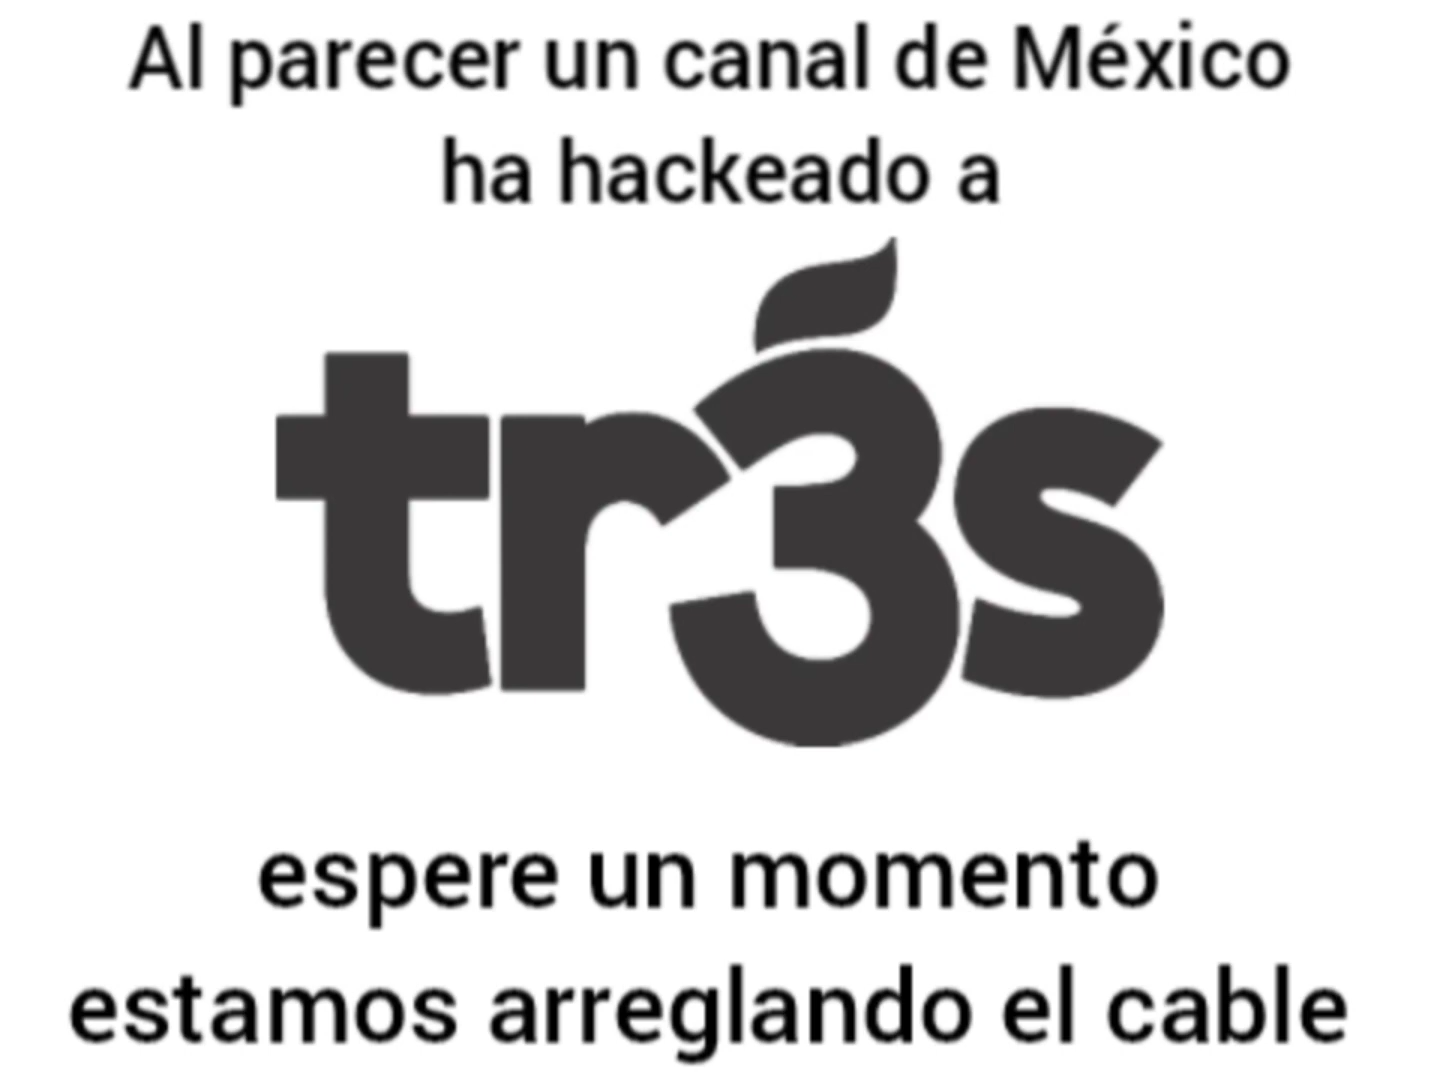 Al parecer un canal de México
ha hackeado a
tr3s
espere un momento
estamos arreglando el cable